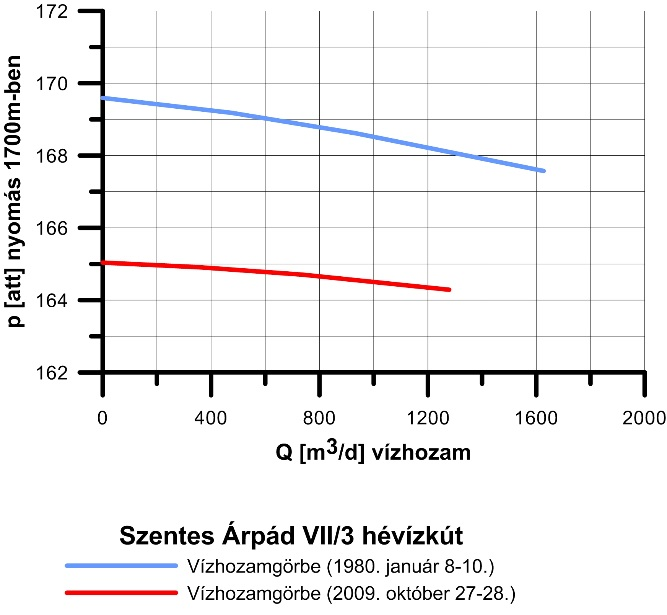 p [att] nyomás 1700m-ben
172
170
168
166
164
162
0 400 800 1200 1600 2000
Q [m3/d] vízhozam
Szentes Árpád VII/3 hévízkút
Vízhozamgörbe (1980. január 8-10.)
Vízhozamgörbe (2009. október 27-28.)